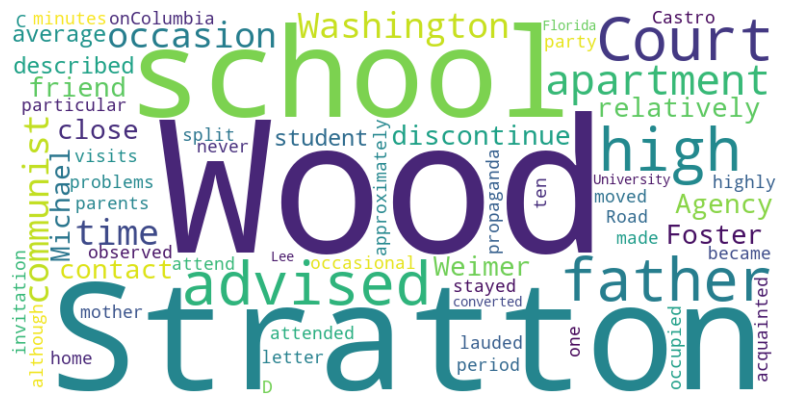 C minutes onColumbia Washington Florida Castro
average occasion party Court
described school apartment
friend relatively
particular close split student discontinue high
never
communist Michael visits Wood approximately propaganda ten University highly
problems moved Agency
parents time Road
observed Lee made Foster
contact attend occasional Weimer father became
invitation advised stayed
although mother Stratton converted occupied acquainted
attended lauded one
home letter period
D